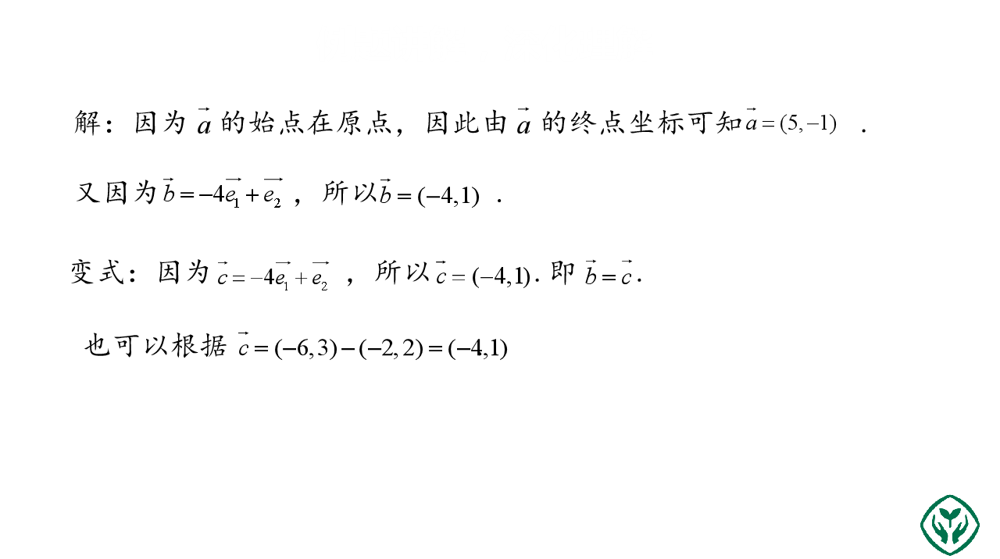 解：因为 $\vec{a}$ 的始点在原点，因此由 $\vec{a}$ 的终点坐标可知 $\vec{a}=(5,-1)$ .
又因为 $\vec{b}=-4\vec{e_1}+\vec{e_2}$ ，所以 $\vec{b}=(-4,1)$ .
变式：因为 $\vec{c}=-4\vec{e_1}+\vec{e_2}$ ，所以 $\vec{c}=(-4,1)$. 即 $\vec{b}=\vec{c}$.
也可以根据 $\vec{c}=(-6,3)-(-2,2)=(-4,1)$